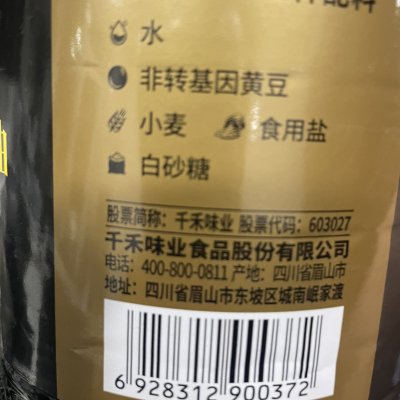 水
非转基因黄豆
小麦 食用盐
白砂糖
股票简称：千禾味业 股票代码：603027
千禾味业食品股份有限公司
电话：400-800-0811 产地：四川省眉山市
地址：四川省眉山市东坡区城南岷家渡
6 928312 900372